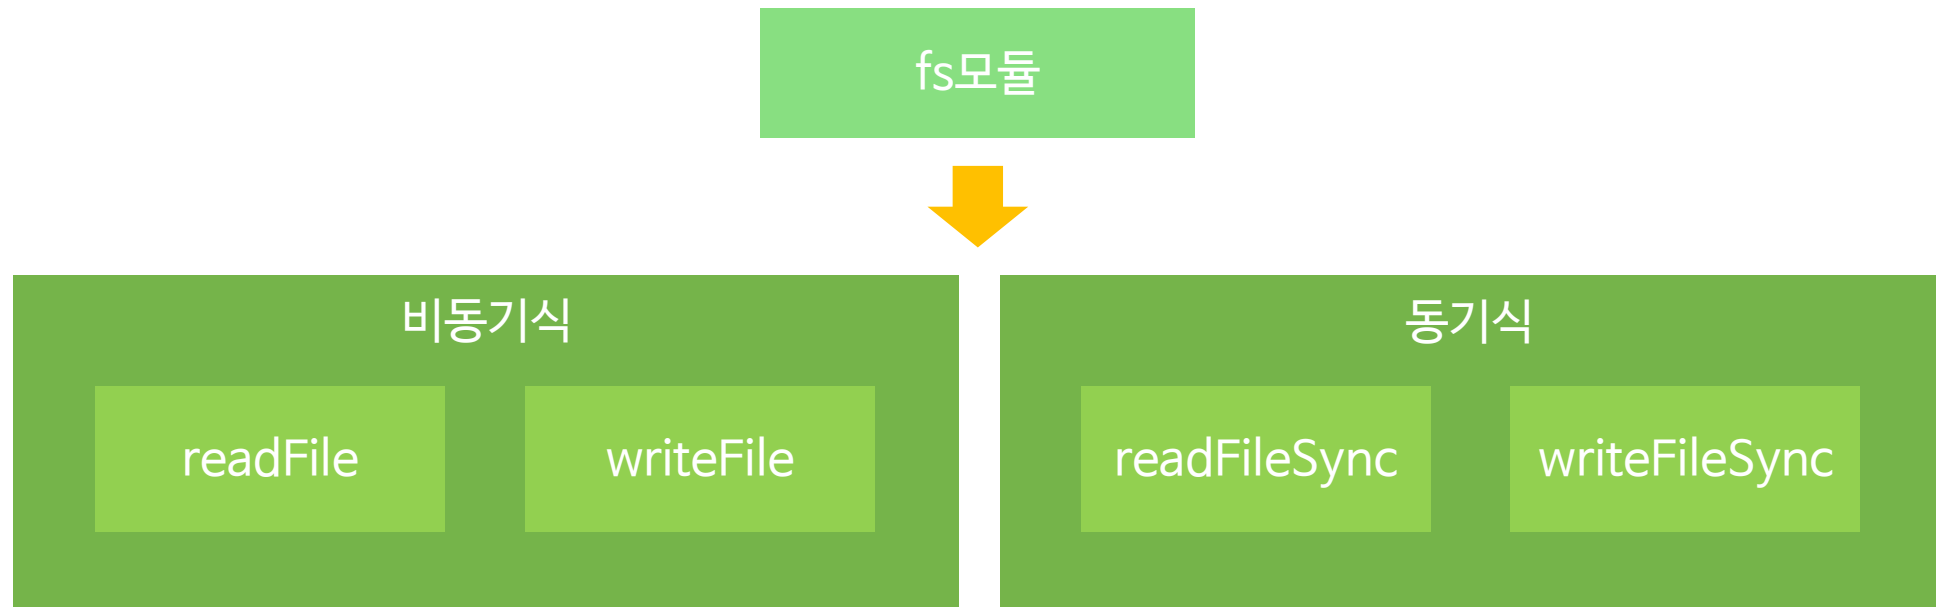 fs모듈
비동기식
readFile
writeFile
동기식
readFileSync
writeFileSync